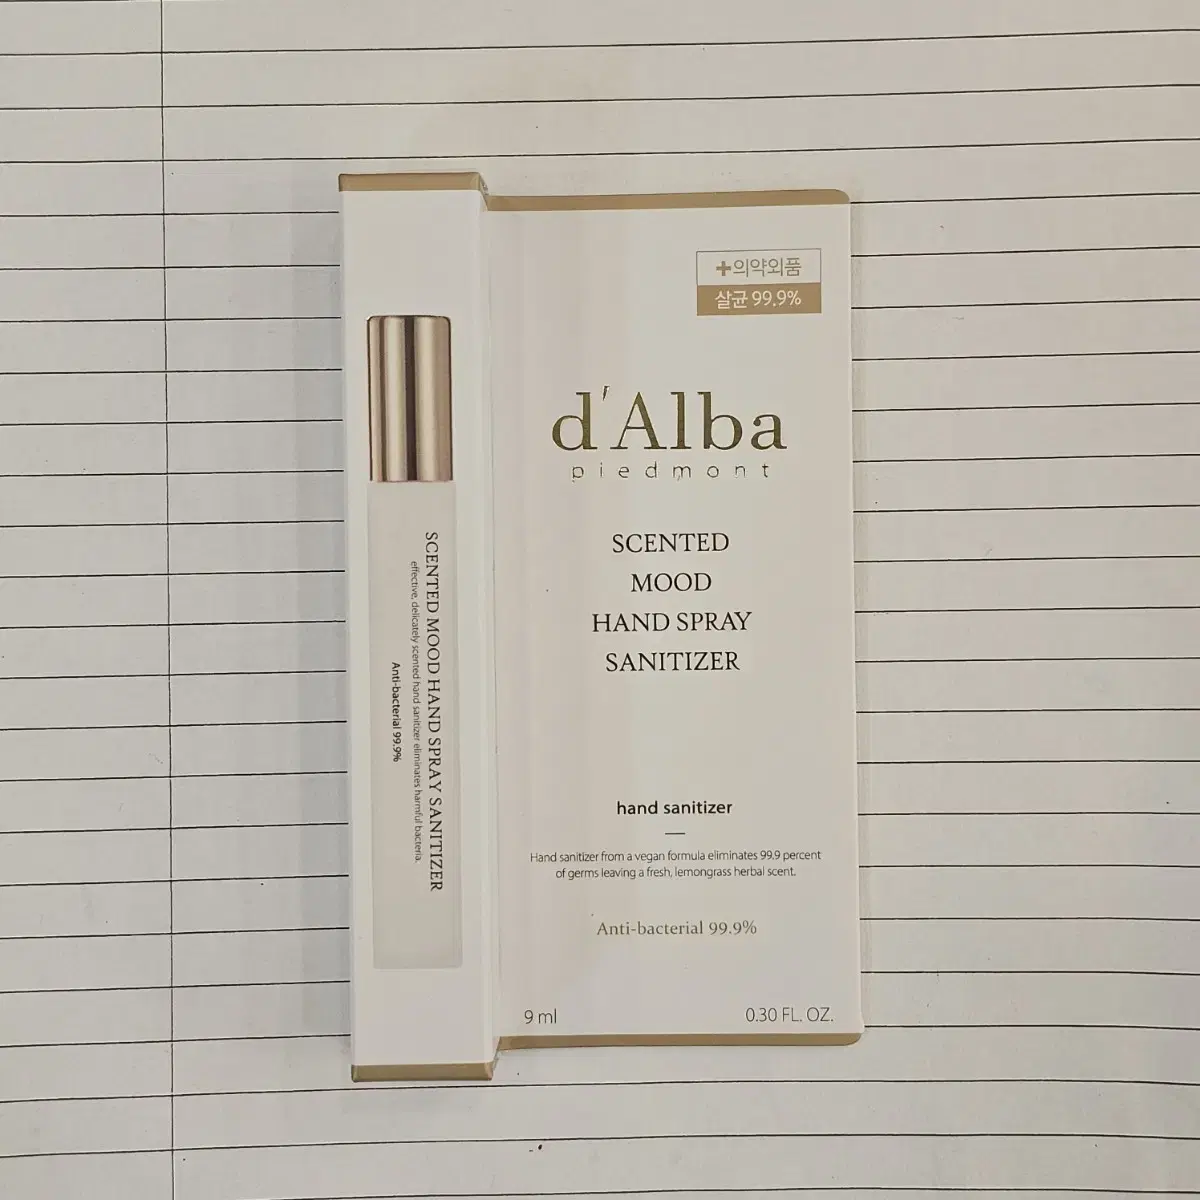 SCENTED MOOD HAND SPRAY SANITIZER
effective, delicately scented hand sanitizer eliminates harmful bacteria.
Anti-bacterial 99.9%
+의약외품
살균 99.9%
d'Alba
piedmont
SCENTED
MOOD
HAND SPRAY
SANITIZER
hand sanitizer
Hand sanitizer from a vegan formula eliminates 99.9 percent
of germs leaving a fresh, lemongrass herbal scent.
Anti-bacterial 99.9%
9 ml
0.30 FL. OZ.